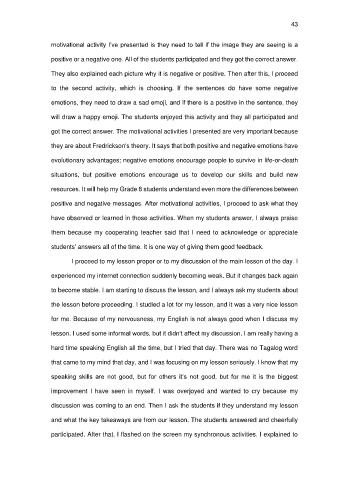 43
motivational activity I've presented is they need to tell if the image they are seeing is a
positive or a negative one. All of the students participated and they got the correct answer.
They also explained each picture why it is negative or positive. Then after this, I proceed
to the second activity, which is choosing. If the sentences do have some negative
emotions, they need to draw a sad emoji, and if there is a positive in the sentence, they
will draw a happy emoji. The students enjoyed this activity and they all participated and
got the correct answer. The motivational activities I presented are very important because
they are about Fredrickson's theory. It says that both positive and negative emotions have
evolutionary advantages; negative emotions encourage people to survive in life-or-death
situations, but positive emotions encourage us to develop our skills and build new
resources. It will help my Grade 8 students understand even more the differences between
positive and negative messages. After motivational activities, I proceed to ask what they
have observed or learned in those activities. When my students answer, I always praise
them because my cooperating teacher said that I need to acknowledge or appreciate
students' answers all of the time. It is one way of giving them good feedback.
I proceed to my lesson proper or to my discussion of the main lesson of the day. I
experienced my internet connection suddenly becoming weak. But it changes back again
to become stable. I am starting to discuss the lesson, and I always ask my students about
the lesson before proceeding. I studied a lot for my lesson, and it was a very nice lesson
for me. Because of my nervousness, my English is not always good when I discuss my
lesson. I used some informal words, but it didn't affect my discussion. I am really having a
hard time speaking English all the time, but I tried that day. There was no Tagalog word
that came to my mind that day, and I was focusing on my lesson seriously. I know that my
speaking skills are not good, but for others it's not good, but for me it is the biggest
improvement I have seen in myself. I was overjoyed and wanted to cry because my
discussion was coming to an end. Then I ask the students if they understand my lesson
and what the key takeaways are from our lesson. The students answered and cheerfully
participated. After that, I flashed on the screen my synchronous activities. I explained to